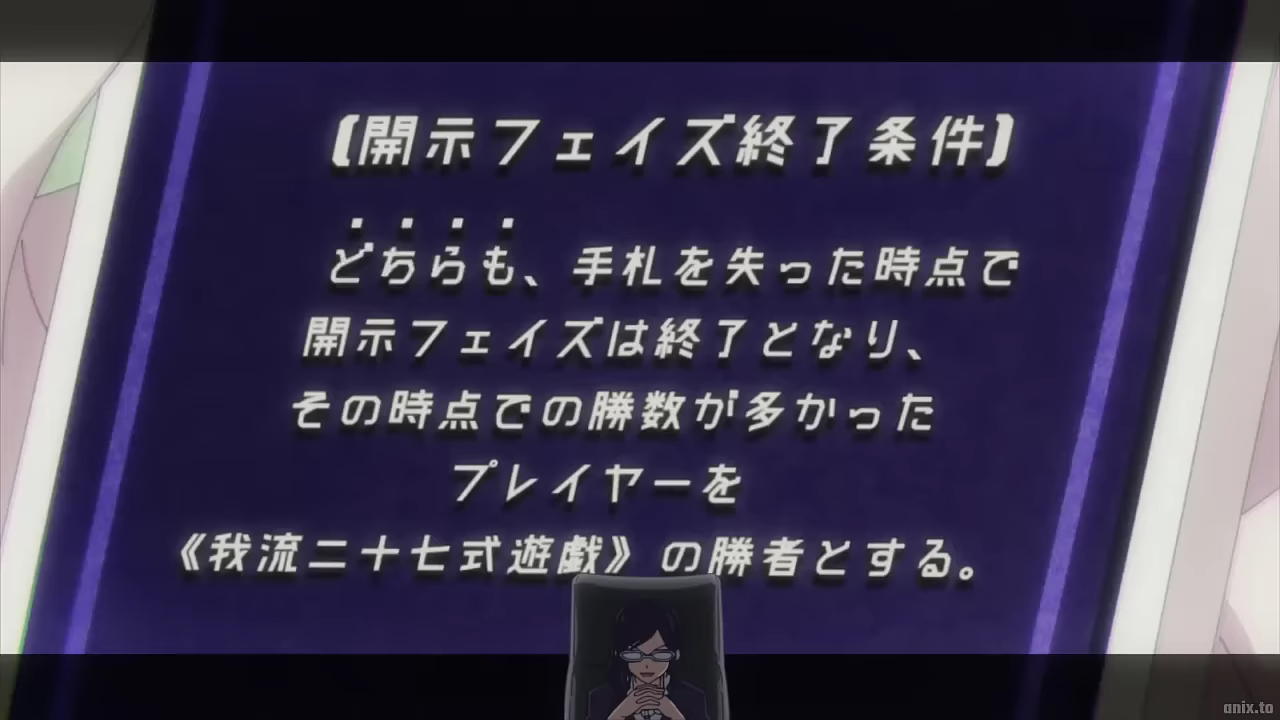 【開示フェイズ終了条件】
どちらも、手札を失った時点で
開示フェイズは終了となり、
その時点での勝数が多かった
プレイヤーを
《我流二十七式遊戯》の勝者とする。
anix.to